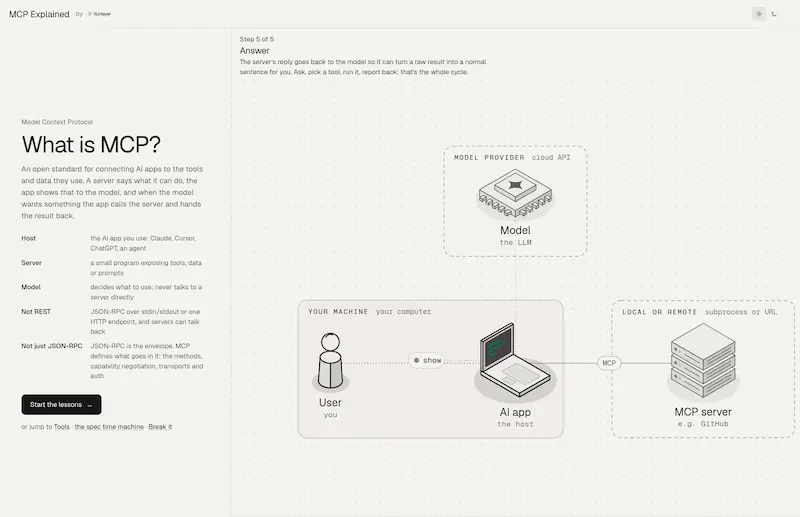 MCP Explained by Runlayer
Step 5 of 5
Answer
The server's reply goes back to the model so it can turn a raw result into a normal
sentence for you. Ask, pick a tool, run it, report back: that's the whole cycle.
Model Context Protocol
What is MCP?
An open standard for connecting AI apps to the tools
and data they use. A server says what it can do, the
app shows that to the model, and when the model
wants something the app calls the server and hands
the result back.
Host the AI app you use: Claude, Cursor,
ChatGPT, an agent
Server a small program exposing tools, data
or prompts
Model decides what to use; never talks to a
server directly
Not REST JSON-RPC over stdin/stdout or one
HTTP endpoint, and servers can talk
back
Not just JSON-RPC JSON-RPC is the envelope. MCP
defines what goes in it: the methods,
capability negotiation, transports and
auth
Start the lessons →
or jump to Tools · the spec time machine · Break it
MODEL PROVIDER cloud API
Model
the LLM
YOUR MACHINE your computer
show
User
you
AI app
the host
MCP
LOCAL OR REMOTE subprocess or URL
MCP server
e.g. GitHub